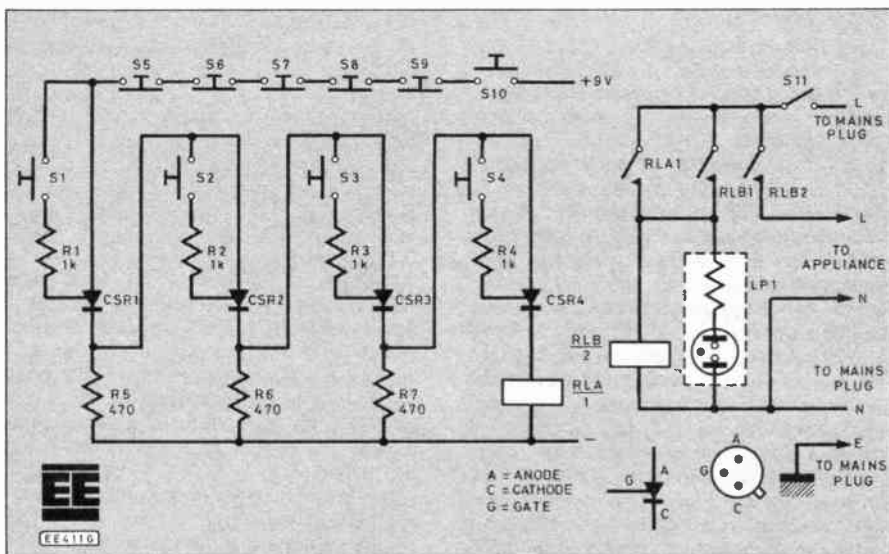 S5 S6 S7 S8 S9
S10
+9V
S11
L
TO MAINS
PLUG
S1
S2
S3
S4
RLA1
RLB1
RLB2
L
R1
1k
R2
1k
R3
1k
R4
1k
TO
APPLIANCE
CSR1
CSR2
CSR3
CSR4
LP1
N
R5
470
R6
470
R7
470
RLA
1
RLB
2
TO MAINS
PLUG
N
–
E
TO MAINS
PLUG
A = ANODE
C = CATHODE
G = GATE
G
A
C
A
G
C
EE
EE411G